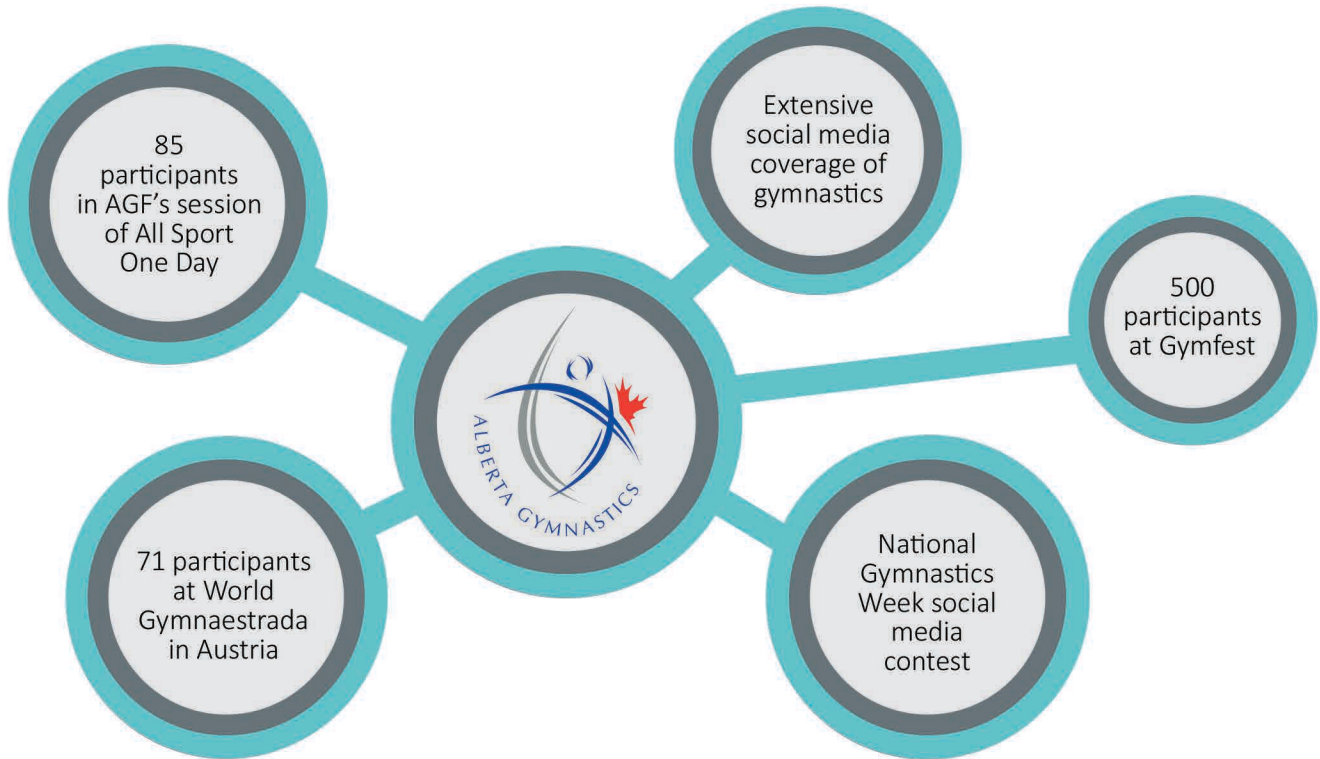 85
participants
in AGF's session
of All Sport
One Day
Extensive
social media
coverage of
gymnastics
500
participants
at Gymfest
ALBERTA GYMNASTICS
71 participants
at World
Gymnaestrada
in Austria
National
Gymnastics
Week social
media
contest